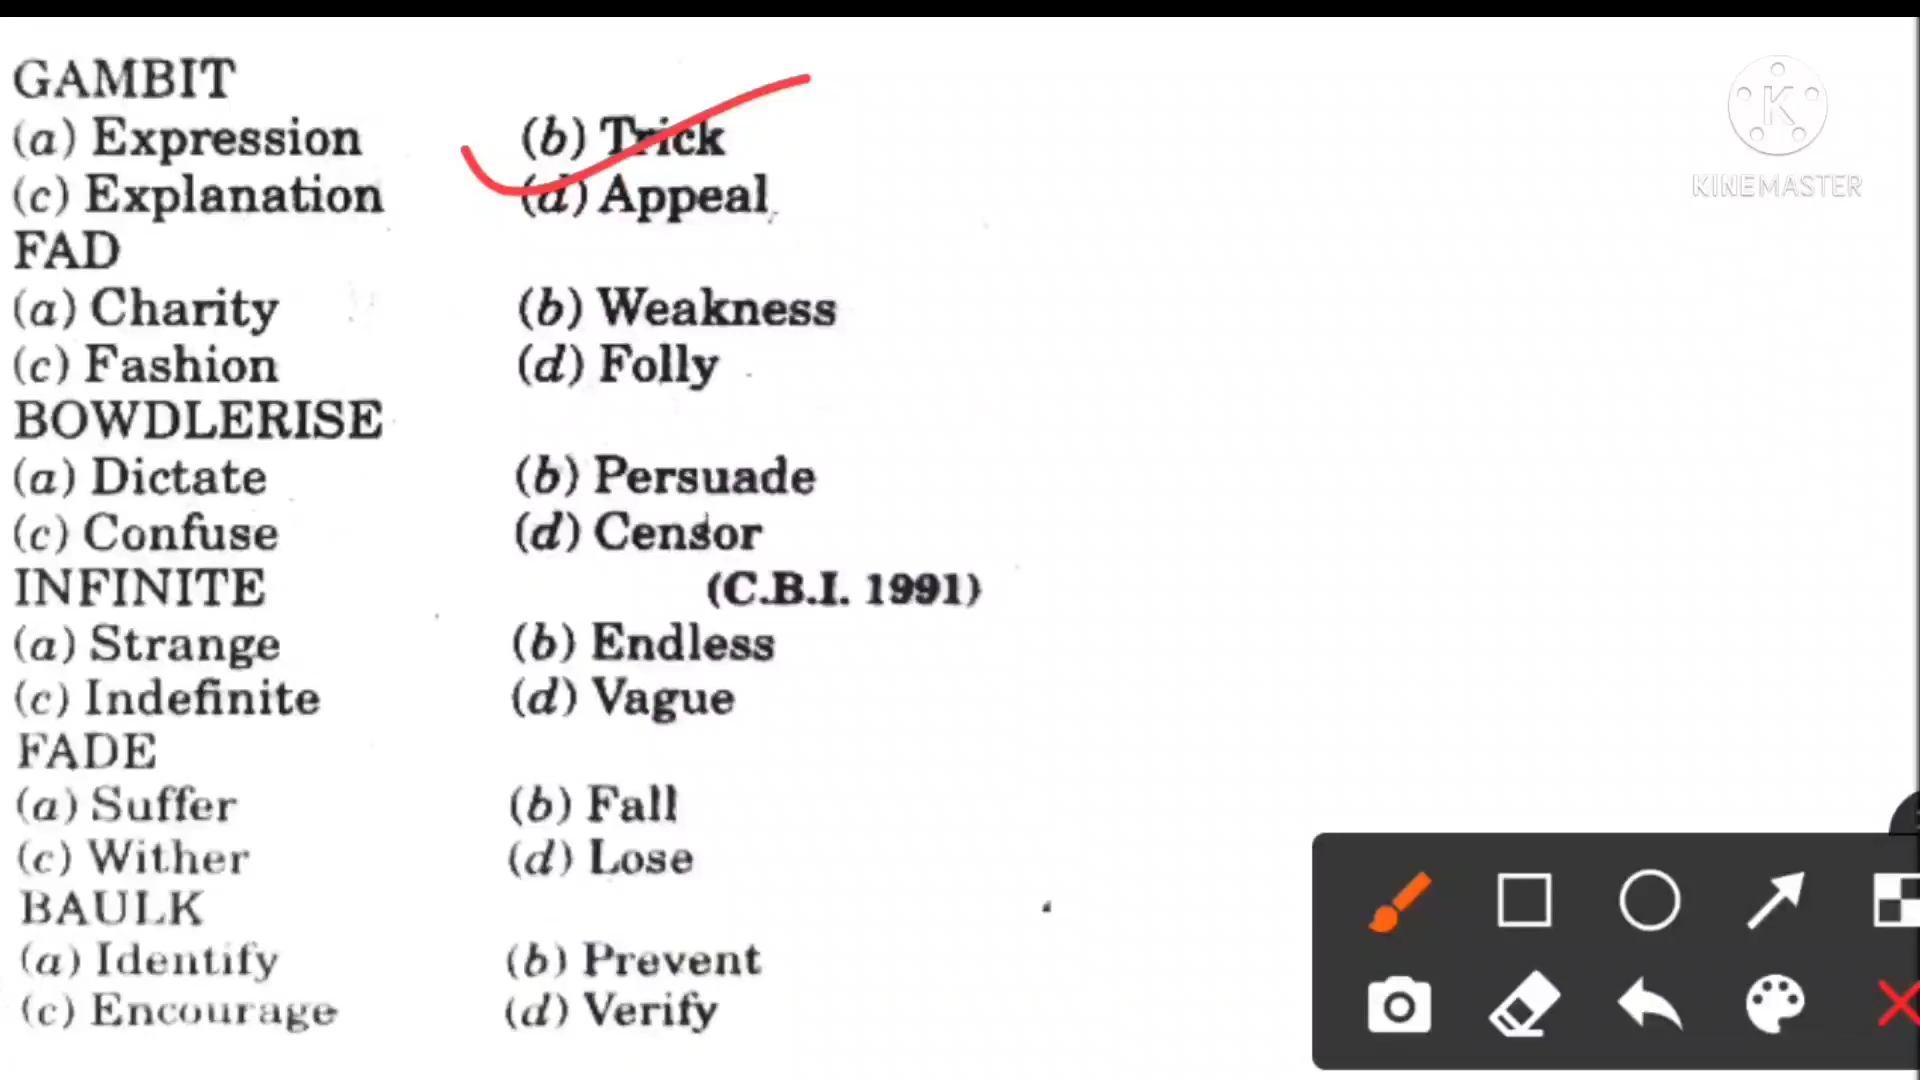 GAMBIT
(a) Expression (b) Trick
(c) Explanation (d) Appeal
FAD
(a) Charity (b) Weakness
(c) Fashion (d) Folly
BOWDLERISE
(a) Dictate (b) Persuade
(c) Confuse (d) Censor
INFINITE (C.B.I. 1991)
(a) Strange (b) Endless
(c) Indefinite (d) Vague
FADE
(a) Suffer (b) Fall
(c) Wither (d) Lose
BAULK
(a) Identify (b) Prevent
(c) Encourage (d) Verify
K
KINEMASTER